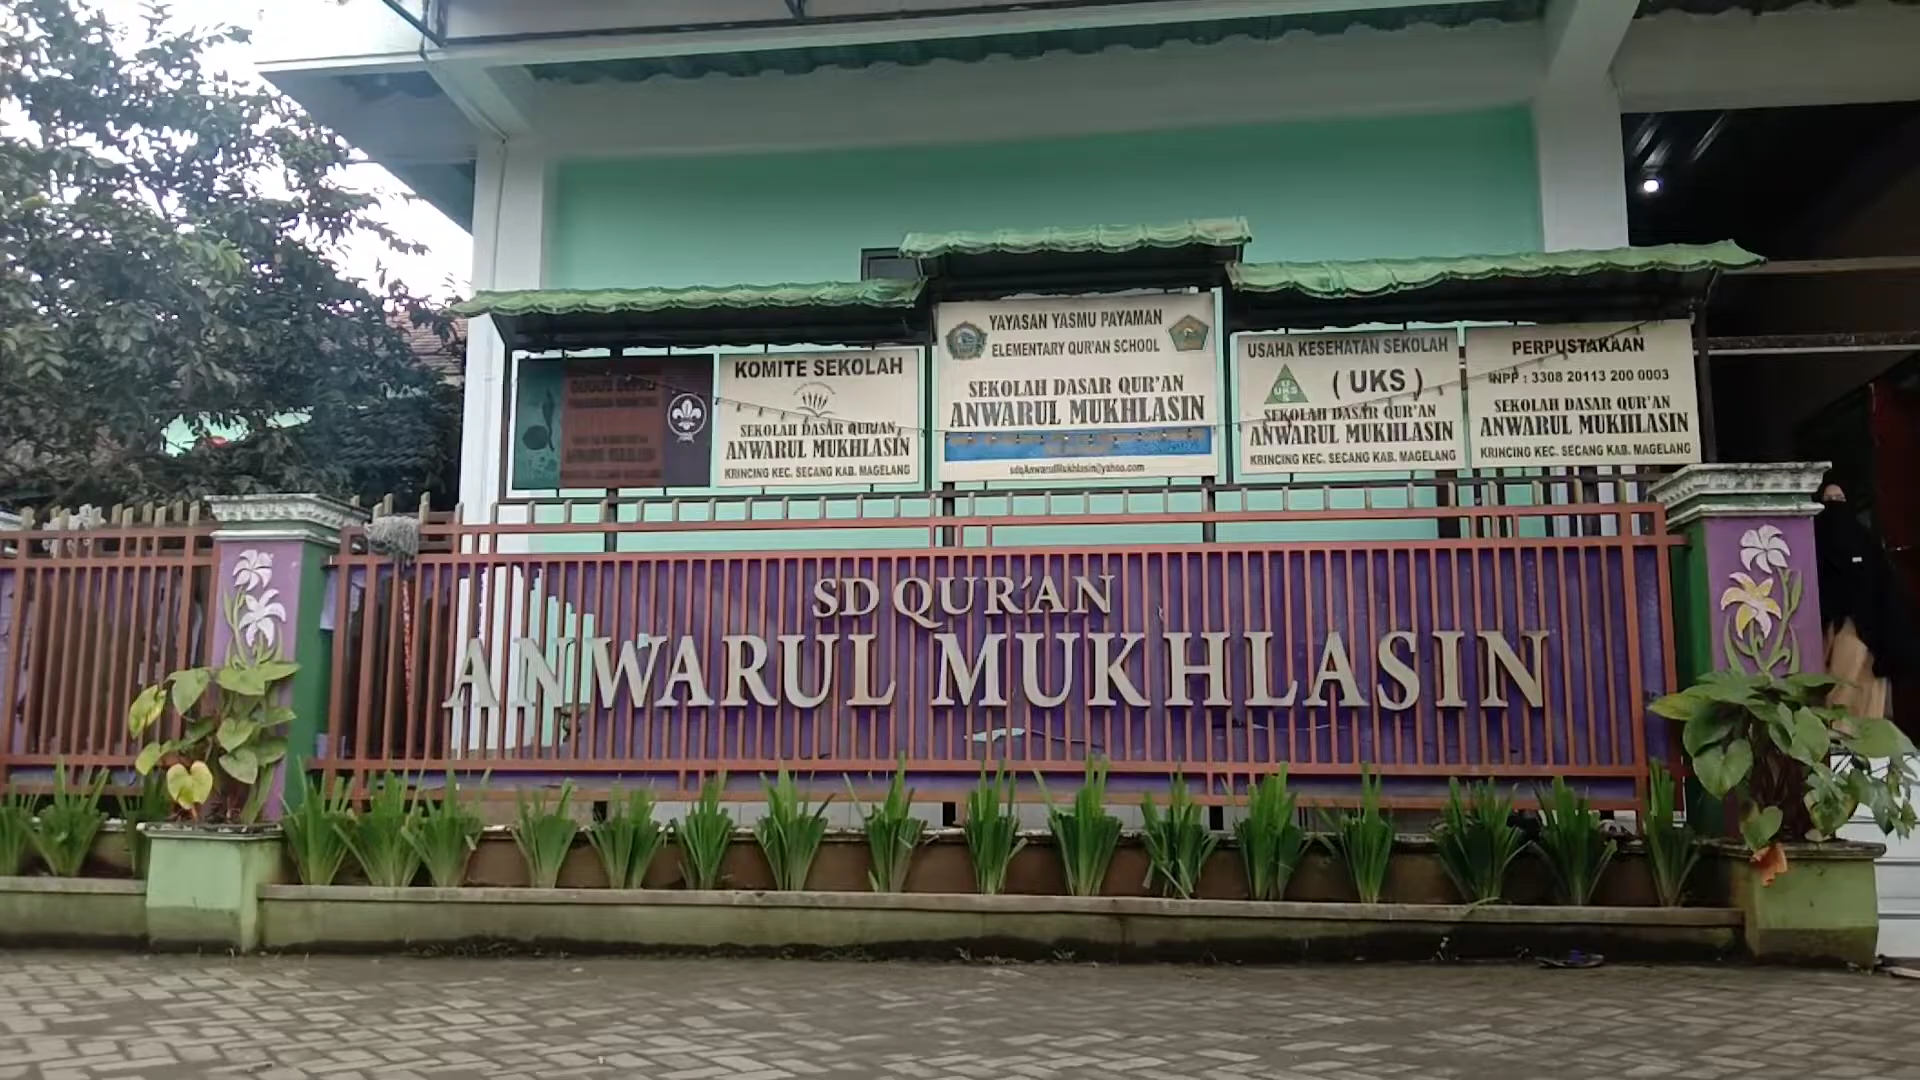 KOMITE SEKOLAH
SEKOLAH DASAR QUR'AN
ANWARUL MUKHLASIN
KRINCING KEC. SECANG KAB. MAGELANG
YAYASAN YASMU PAYAMAN
ELEMENTARY QUR'AN SCHOOL
SEKOLAH DASAR QUR'AN
ANWARUL MUKHLASIN
sdqAnwarulMukhlasin@yahoo.com
USAHA KESEHATAN SEKOLAH
( UKS )
UKS
SEKOLAH DASAR QUR'AN
ANWARUL MUKHLASIN
KRINCING KEC. SECANG KAB. MAGELANG
PERPUSTAKAAN
NPP : 3308 20113 200 0003
SEKOLAH DASAR QUR'AN
ANWARUL MUKHLASIN
KRINCING KEC. SECANG KAB. MAGELANG
SD QUR'AN
ANWARUL MUKHLASIN